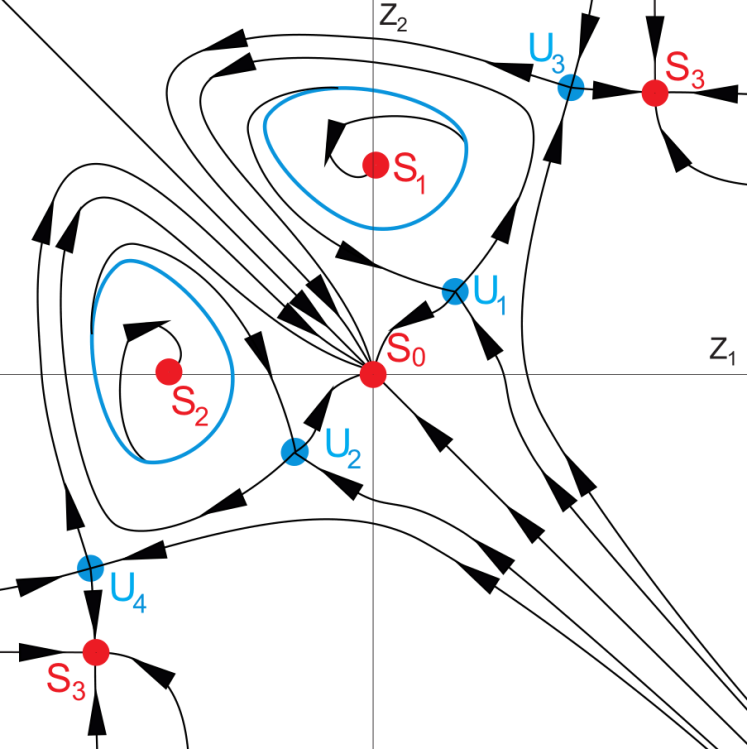 Z₂
U₃
S₃
S₁
U₁
S₀
Z₁
S₂
U₂
U₄
S₃